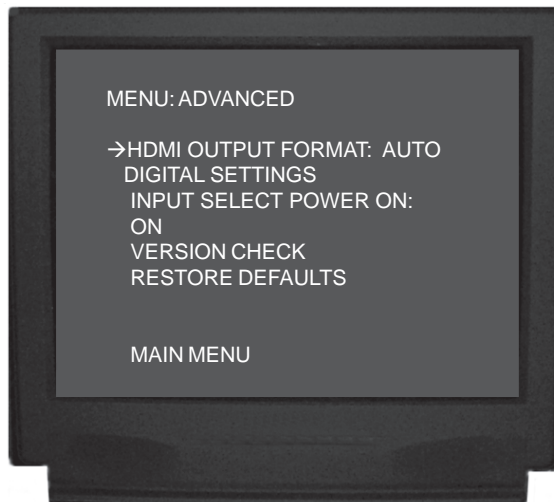 MENU: ADVANCED
→HDMI OUTPUT FORMAT: AUTO
DIGITAL SETTINGS
INPUT SELECT POWER ON:
ON
VERSION CHECK
RESTORE DEFAULTS
MAIN MENU